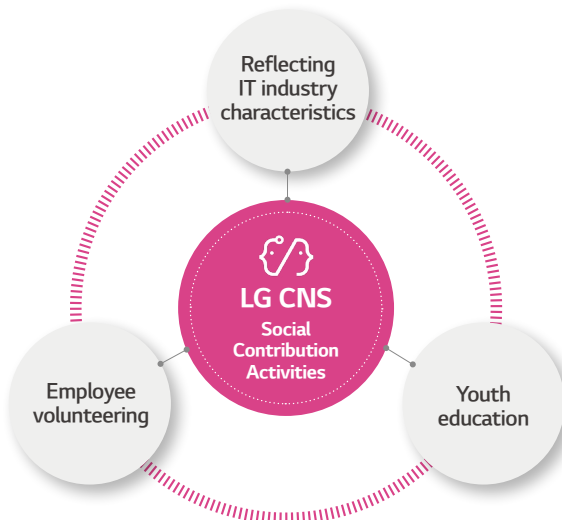 Reflecting
IT industry
characteristics
LG CNS
Social
Contribution
Activities
Employee
volunteering
Youth
education